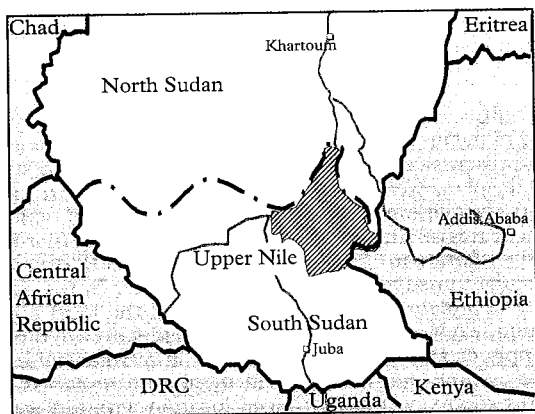 Chad
Eritrea
Khartoum
North Sudan
Addis Ababa
Upper Nile
Central
African
Republic
Ethiopia
South Sudan
Juba
DRC
Uganda
Kenya